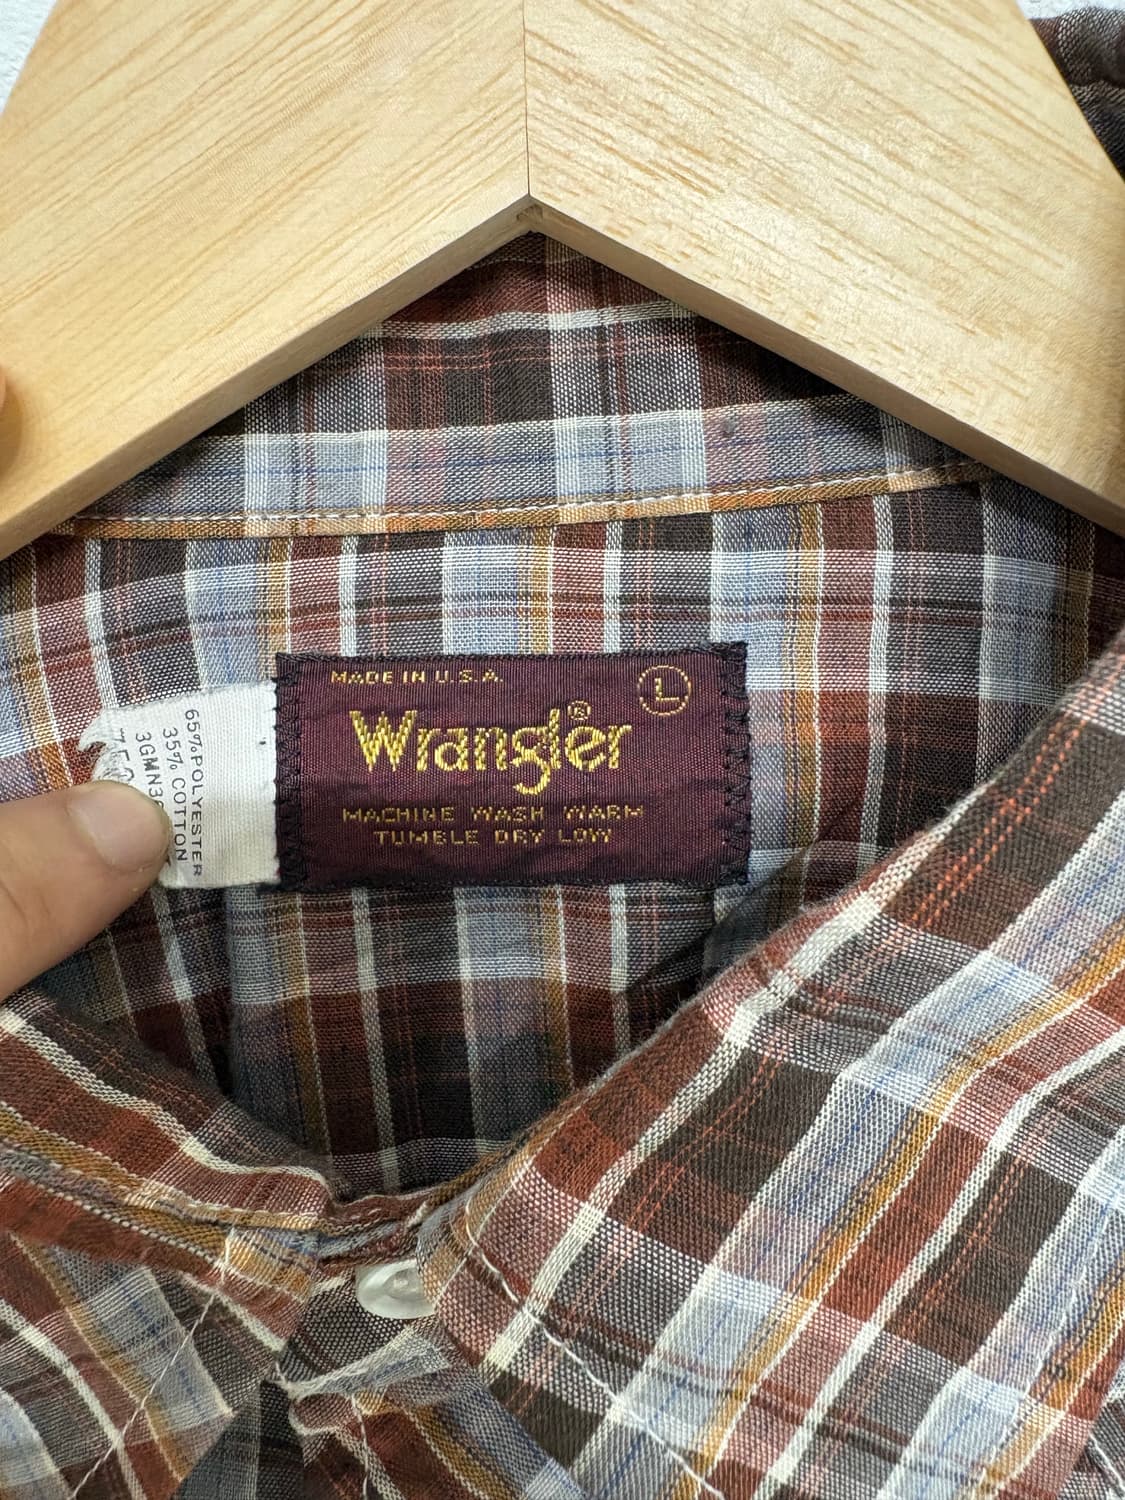 65% POLYESTER
35% COTTON
MADE IN U.S.A.
L
Wrangler®
MACHINE WASH WARM
TUMBLE DRY LOW